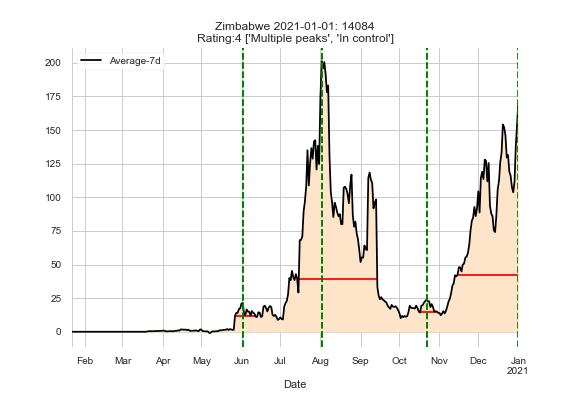 Zimbabwe 2021-01-01: 14084
Rating:4 ['Multiple peaks', 'In control']
Average-7d
200
175
150
125
100
75
50
25
0
Feb Mar Apr May Jun Jul Aug Sep Oct Nov Dec Jan
2021
Date